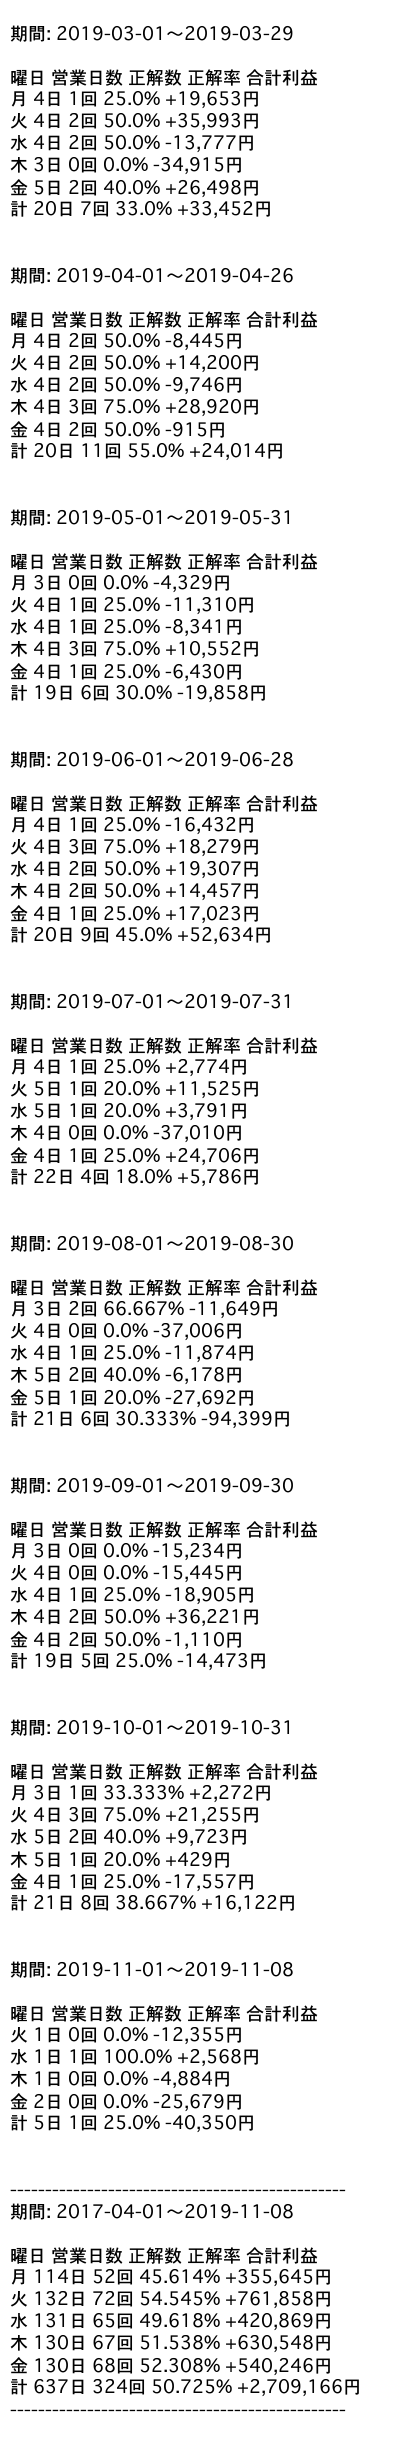 期間: 2019-03-01〜2019-03-29
曜日 営業日数 正解数 正解率 合計利益
月 4日 1回 25.0% +19,653円
火 4日 2回 50.0% +35,993円
水 4日 2回 50.0% -13,777円
木 3日 0回 0.0% -34,915円
金 5日 2回 40.0% +26,498円
計 20日 7回 33.0% +33,452円
期間: 2019-04-01〜2019-04-26
曜日 営業日数 正解数 正解率 合計利益
月 4日 2回 50.0% -8,445円
火 4日 2回 50.0% +14,200円
水 4日 2回 50.0% -9,746円
木 4日 3回 75.0% +28,920円
金 4日 2回 50.0% -915円
計 20日 11回 55.0% +24,014円
期間: 2019-05-01〜2019-05-31
曜日 営業日数 正解数 正解率 合計利益
月 3日 0回 0.0% -4,329円
火 4日 1回 25.0% -11,310円
水 4日 1回 25.0% -8,341円
木 4日 3回 75.0% +10,552円
金 4日 1回 25.0% -6,430円
計 19日 6回 30.0% -19,858円
期間: 2019-06-01〜2019-06-28
曜日 営業日数 正解数 正解率 合計利益
月 4日 1回 25.0% -16,432円
火 4日 3回 75.0% +18,279円
水 4日 2回 50.0% +19,307円
木 4日 2回 50.0% +14,457円
金 4日 1回 25.0% +17,023円
計 20日 9回 45.0% +52,634円
期間: 2019-07-01〜2019-07-31
曜日 営業日数 正解数 正解率 合計利益
月 4日 1回 25.0% +2,774円
火 5日 1回 20.0% +11,525円
水 5日 1回 20.0% +3,791円
木 4日 0回 0.0% -37,010円
金 4日 1回 25.0% +24,706円
計 22日 4回 18.0% +5,786円
期間: 2019-08-01〜2019-08-30
曜日 営業日数 正解数 正解率 合計利益
月 3日 2回 66.667% -11,649円
火 4日 0回 0.0% -37,006円
水 4日 1回 25.0% -11,874円
木 5日 2回 40.0% -6,178円
金 5日 1回 20.0% -27,692円
計 21日 6回 30.333% -94,399円
期間: 2019-09-01〜2019-09-30
曜日 営業日数 正解数 正解率 合計利益
月 3日 0回 0.0% -15,234円
火 4日 0回 0.0% -15,445円
水 4日 1回 25.0% -18,905円
木 4日 2回 50.0% +36,221円
金 4日 2回 50.0% -1,110円
計 19日 5回 25.0% -14,473円
期間: 2019-10-01〜2019-10-31
曜日 営業日数 正解数 正解率 合計利益
月 3日 1回 33.333% +2,272円
火 4日 3回 75.0% +21,255円
水 5日 2回 40.0% +9,723円
木 5日 1回 20.0% +429円
金 4日 1回 25.0% -17,557円
計 21日 8回 38.667% +16,122円
期間: 2019-11-01〜2019-11-08
曜日 営業日数 正解数 正解率 合計利益
火 1日 0回 0.0% -12,355円
水 1日 1回 100.0% +2,568円
木 1日 0回 0.0% -4,884円
金 2日 0回 0.0% -25,679円
計 5日 1回 25.0% -40,350円
------------------------------------------------
期間: 2017-04-01〜2019-11-08
曜日 営業日数 正解数 正解率 合計利益
月 114日 52回 45.614% +355,645円
火 132日 72回 54.545% +761,858円
水 131日 65回 49.618% +420,869円
木 130日 67回 51.538% +630,548円
金 130日 68回 52.308% +540,246円
計 637日 324回 50.725% +2,709,166円
------------------------------------------------